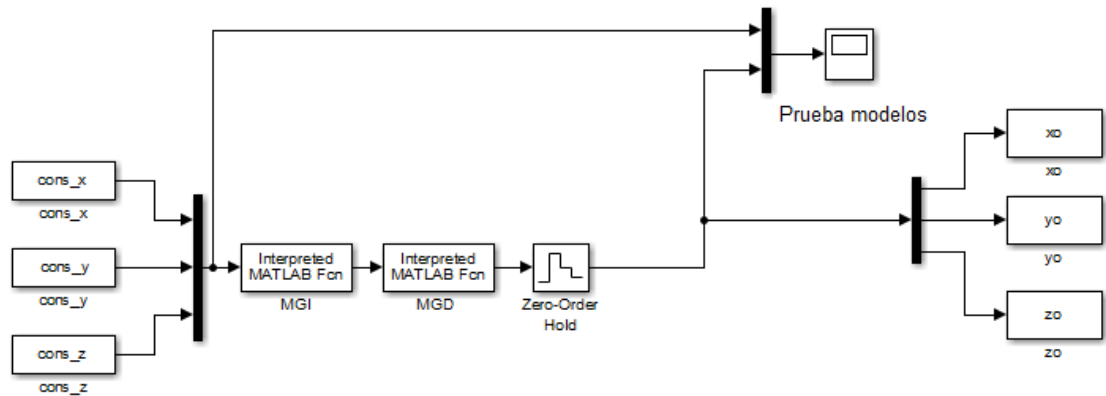 Prueba modelos
xo
xo
cons_x
cons_x
yo
yo
cons_y
cons_y
Interpreted
MATLAB Fcn
MGI
Interpreted
MATLAB Fcn
MGD
Zero-Order
Hold
zo
zo
cons_z
cons_z